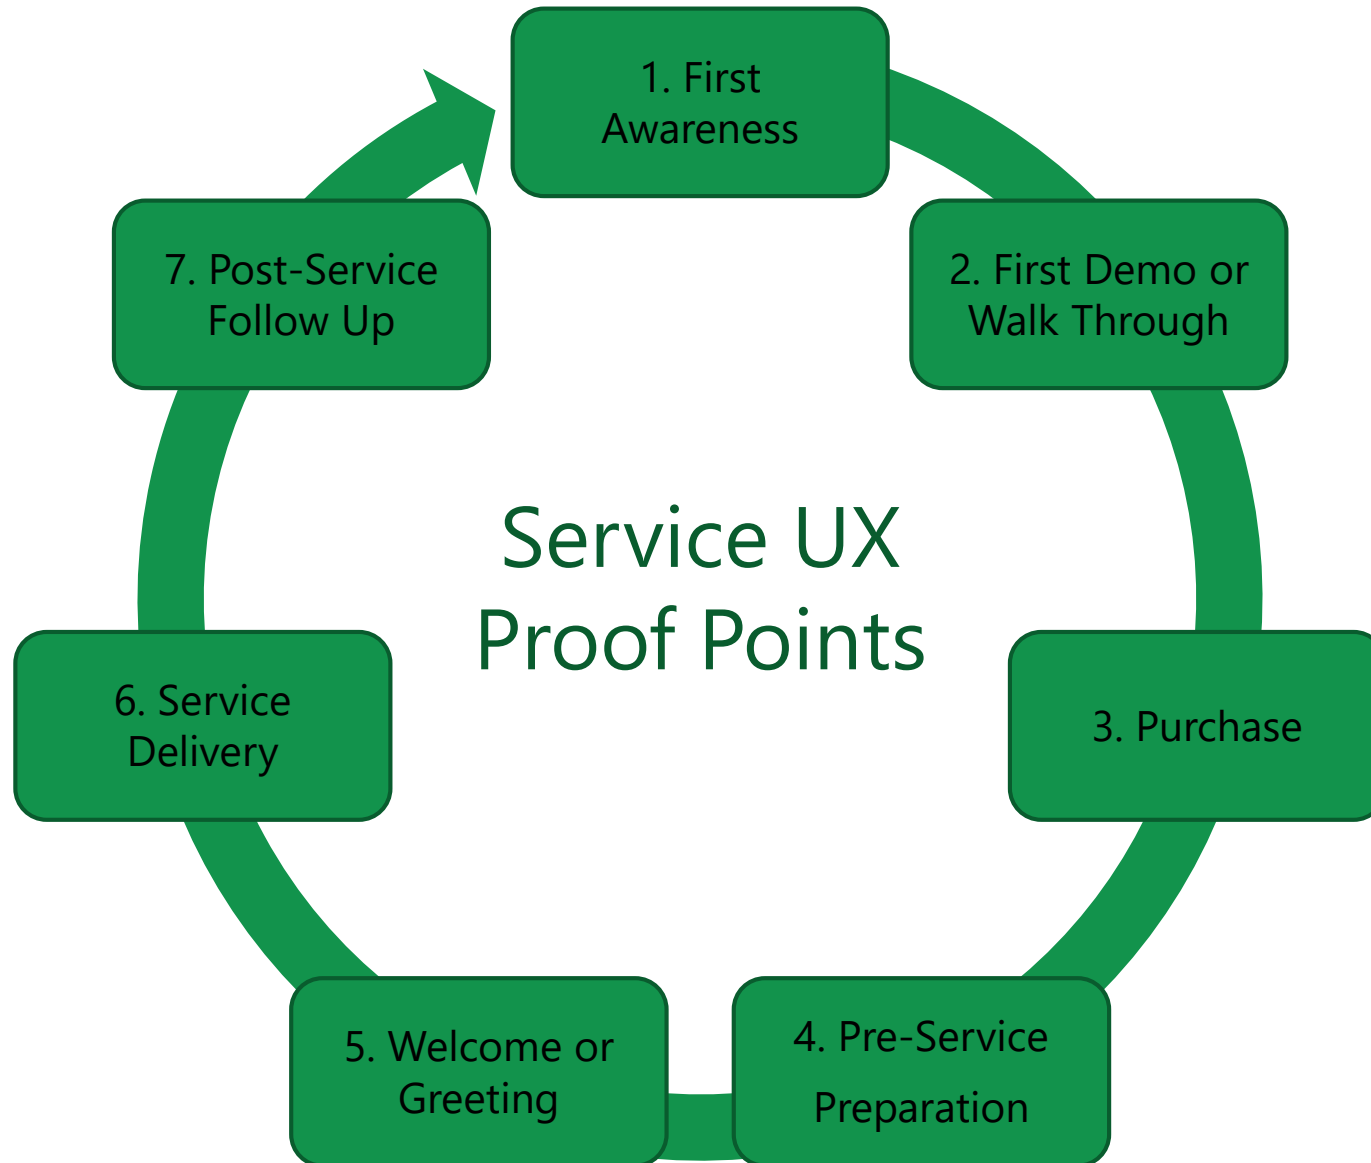 1. First
Awareness
2. First Demo or
Walk Through
3. Purchase
4. Pre-Service
Preparation
5. Welcome or
Greeting
6. Service
Delivery
7. Post-Service
Follow Up
Service UX
Proof Points